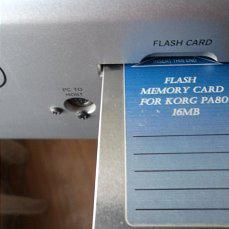 FLASH CARD
INSERT THIS END
FLASH
MEMORY CARD
FOR KORG PA80
16MB
PC TO
HOST